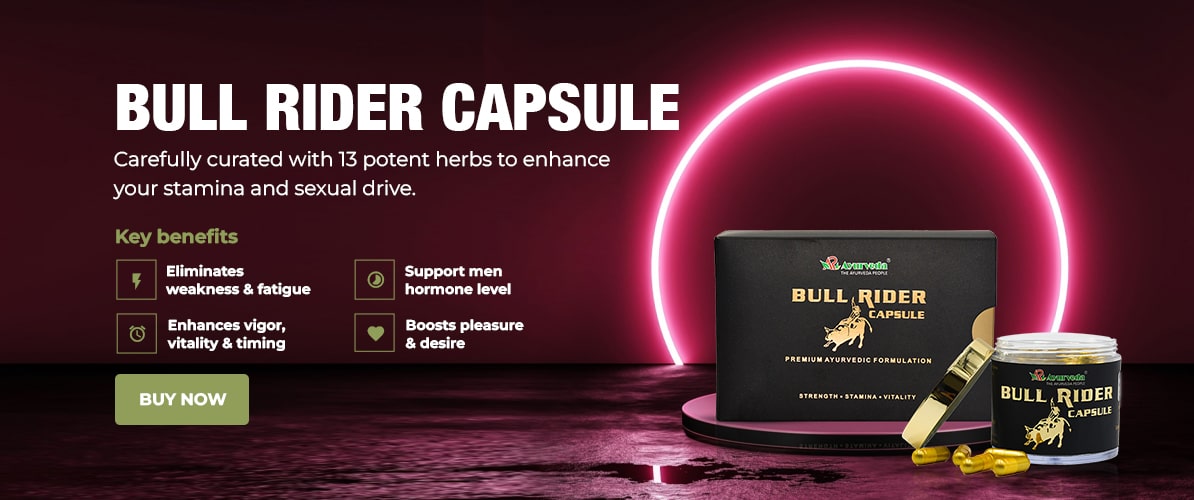 BULL RIDER CAPSULE
Carefully curated with 13 potent herbs to enhance
your stamina and sexual drive.
Key benefits
Eliminates
weakness & fatigue
Support men
hormone level
Enhances vigor,
vitality & timing
Boosts pleasure
& desire
BUY NOW
Ayurveda®
THE AYURVEDA PEOPLE
BULL RIDER
CAPSULE
PREMIUM AYURVEDIC FORMULATION
STRENGTH • STAMINA • VITALITY
Ayurveda
THE AYURVEDA PEOPLE
BULL RIDER
CAPSULE